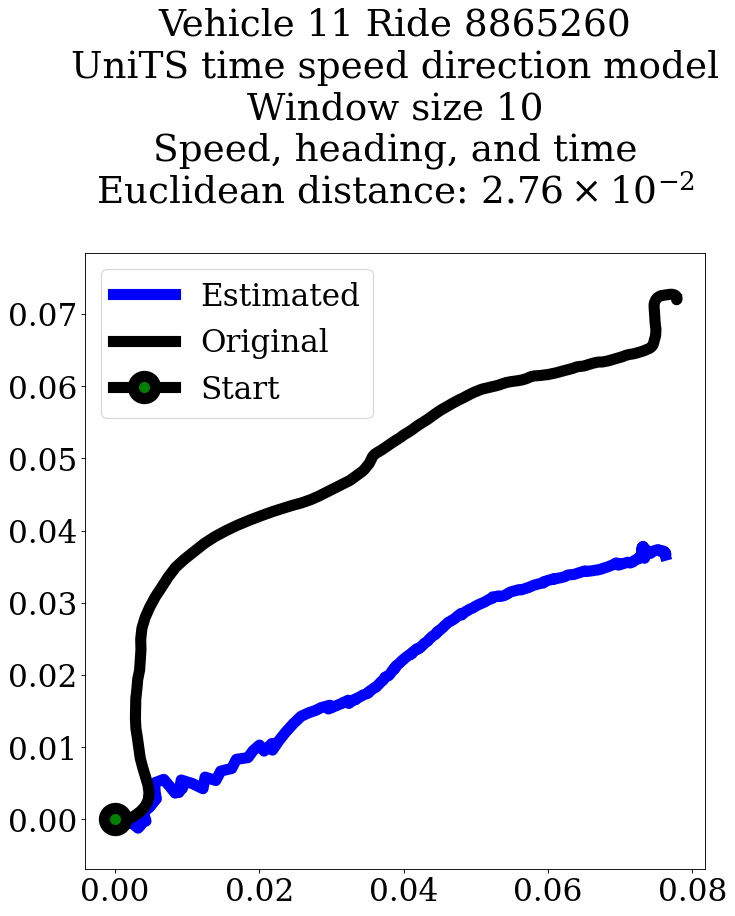 Vehicle 11 Ride 8865260
UniTS time speed direction model
Window size 10
Speed, heading, and time
Euclidean distance: 2.76 × 10⁻²
Estimated
Original
Start
0.07
0.06
0.05
0.04
0.03
0.02
0.01
0.00
0.00 0.02 0.04 0.06 0.08